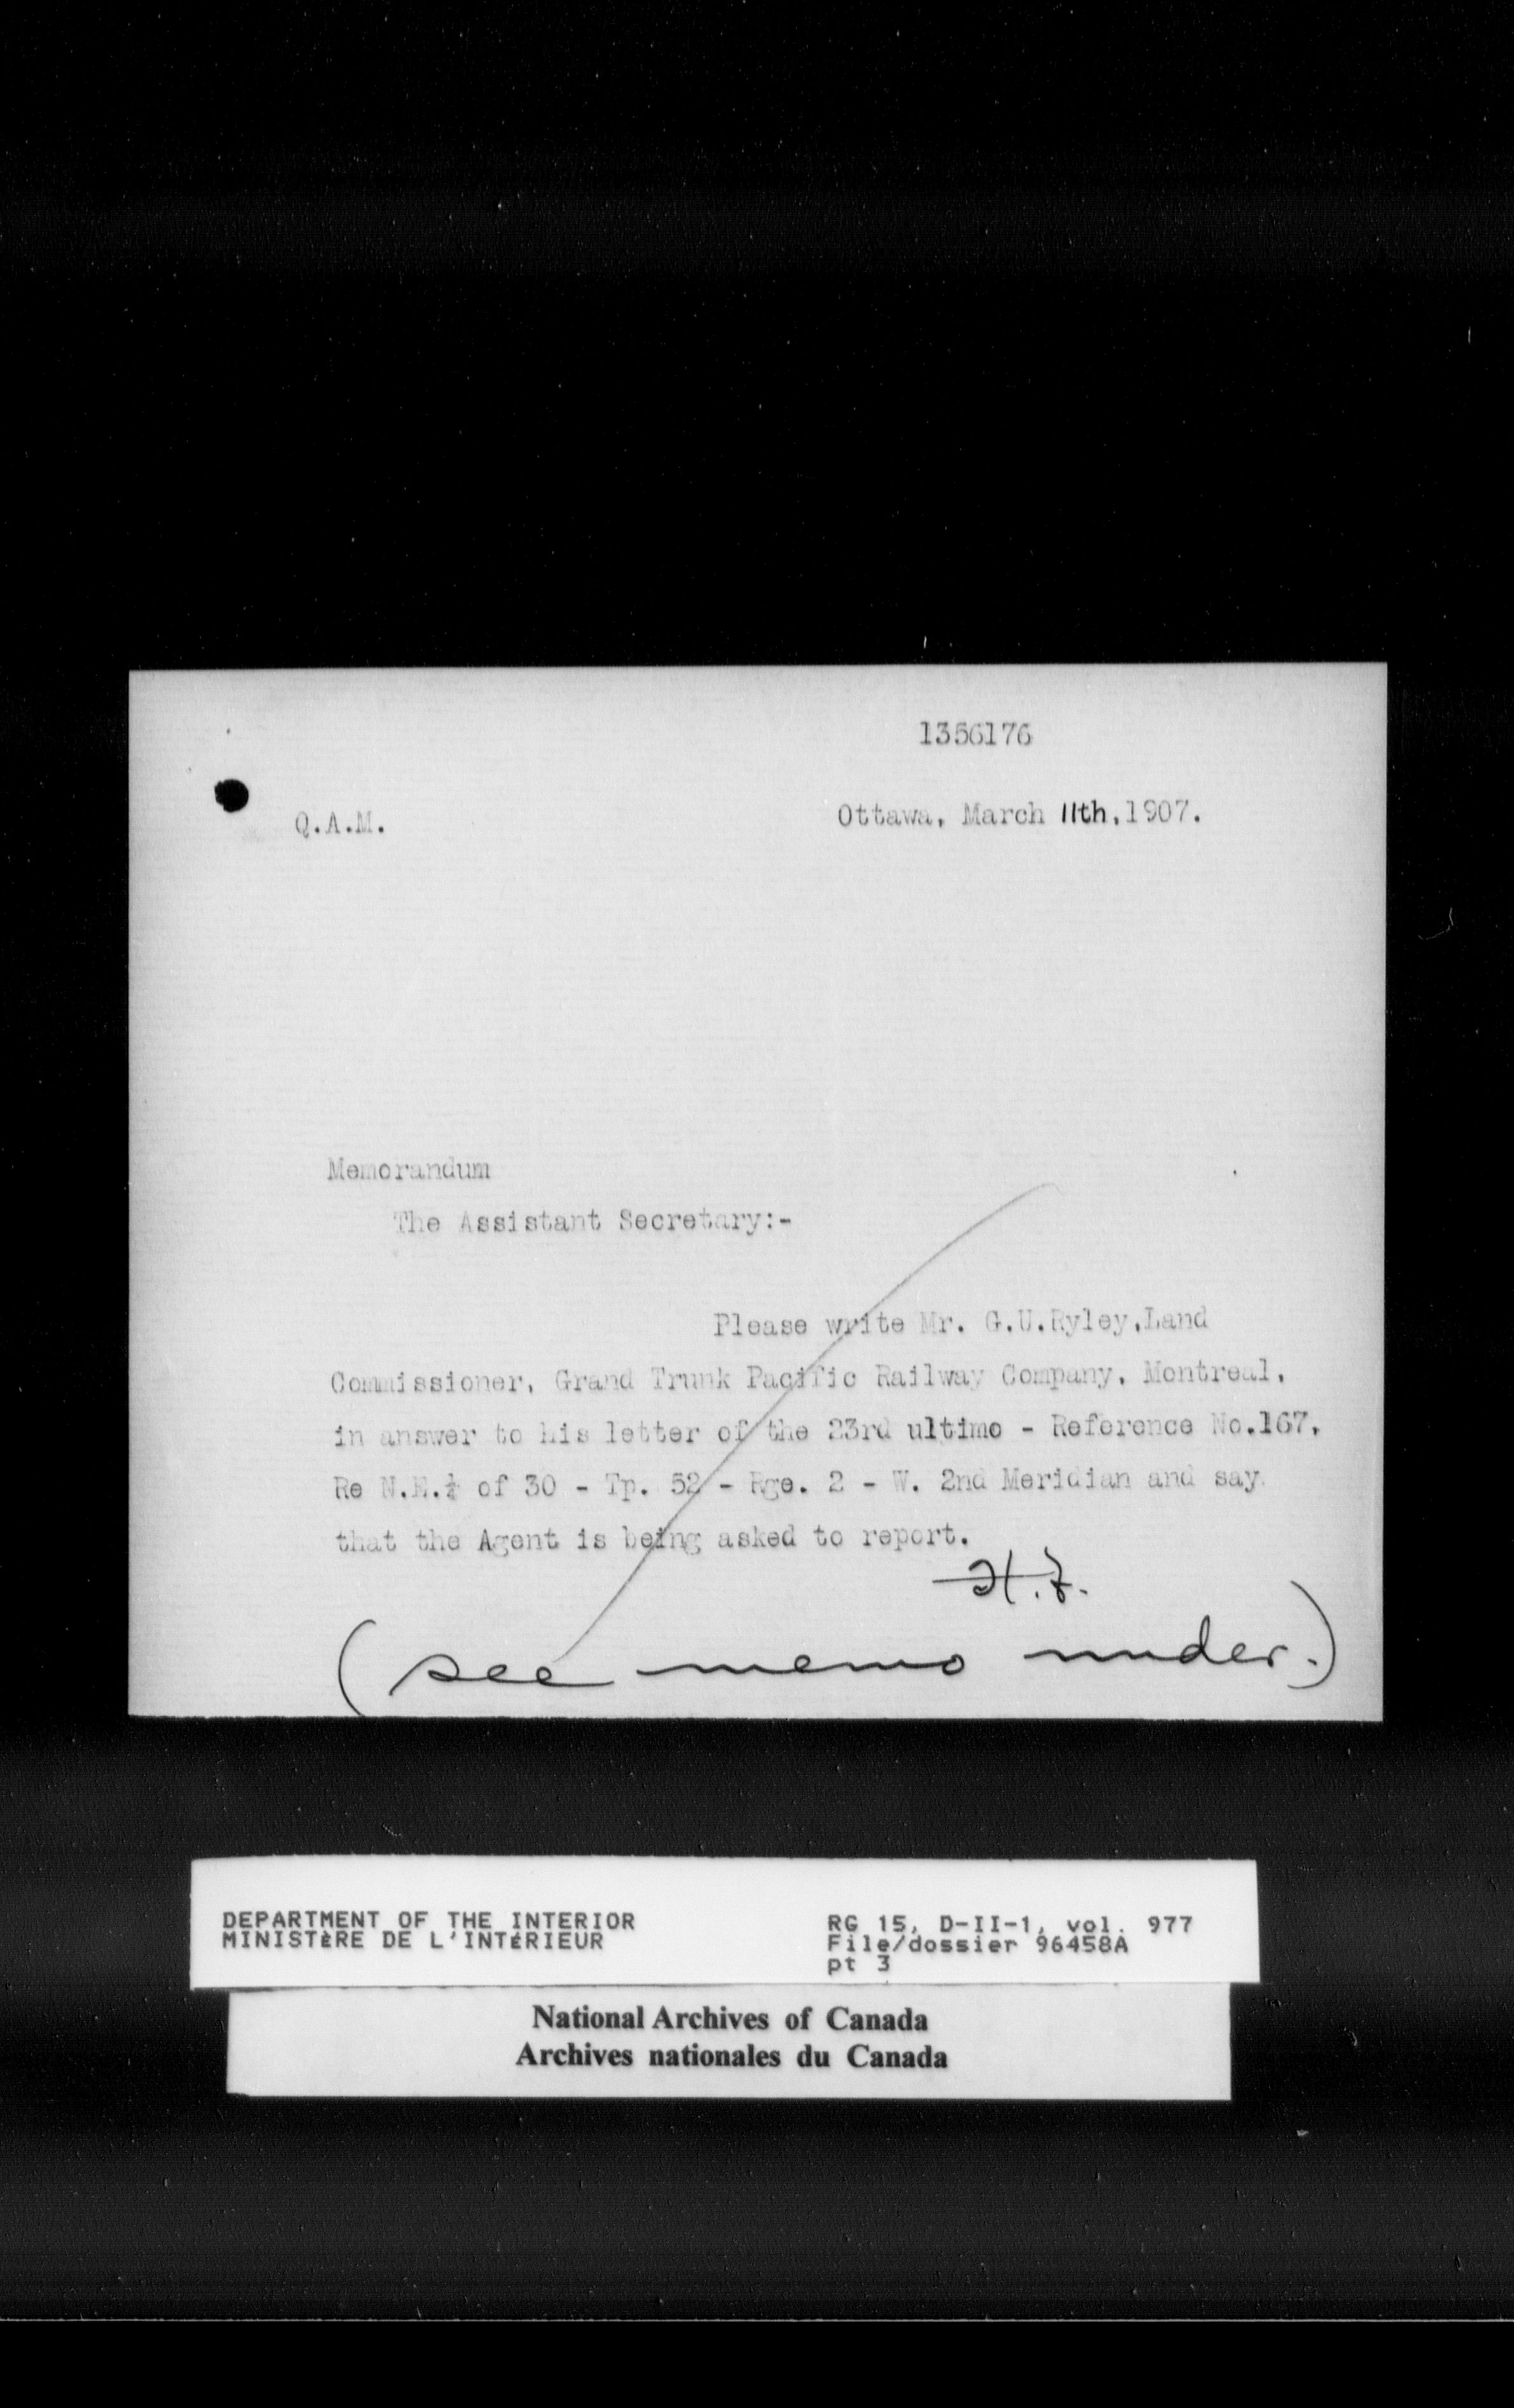 1356176
Q.A.M.
Ottawa, March 11th, 1907.
Memorandum
The Assistant Secretary:-
Please write Mr. G.U.Ryley,Land
Commissioner, Grand Trunk Pacific Railway Company, Montreal,
in answer to his letter of the 23rd ultimo - Reference No.167,
Re N.E.¼ of 30 - Tp. 52 - Rge. 2 - W. 2nd Meridian and say
that the Agent is being asked to report.
(see memo under.)
DEPARTMENT OF THE INTERIOR
MINISTÈRE DE L'INTÉRIEUR
RG 15, D-II-1, vol. 977
File/dossier 96458A
pt 3
National Archives of Canada
Archives nationales du Canada